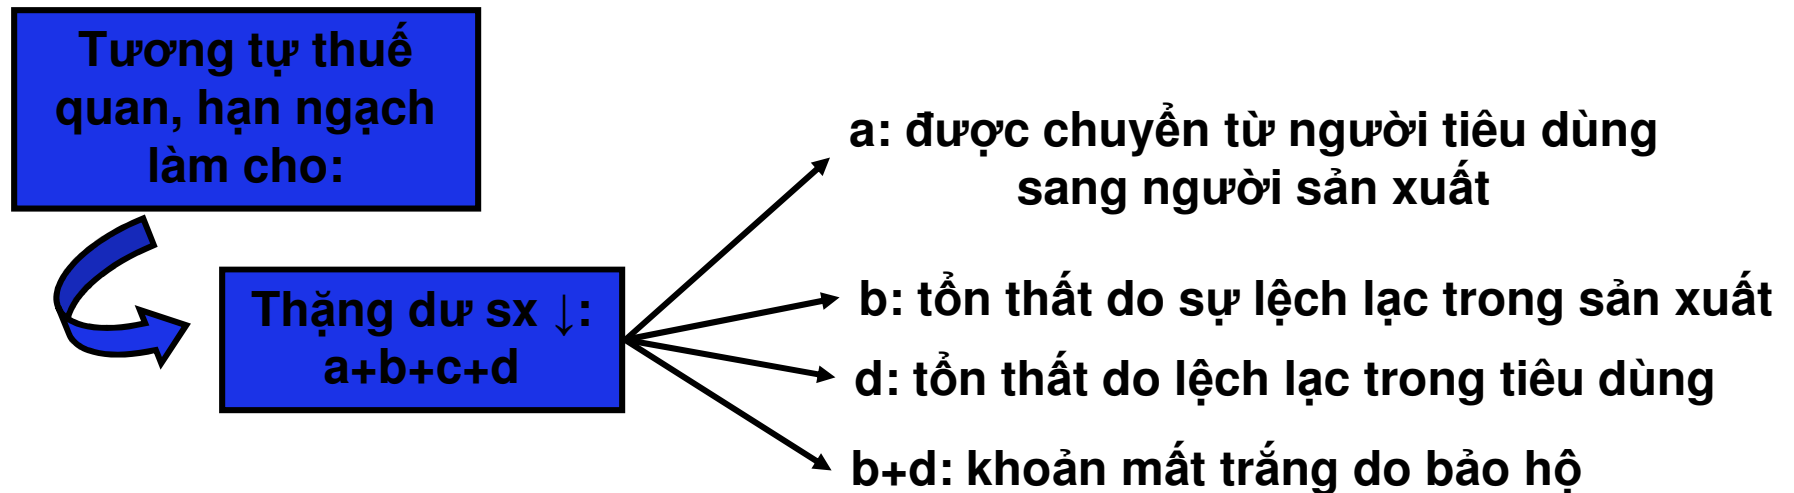 Tương tự thuế
quan, hạn ngạch
làm cho:
Thặng dư sx ↓:
a+b+c+d
a: được chuyển từ người tiêu dùng
sang người sản xuất
b: tổn thất do sự lệch lạc trong sản xuất
d: tổn thất do lệch lạc trong tiêu dùng
b+d: khoản mất trắng do bảo hộ